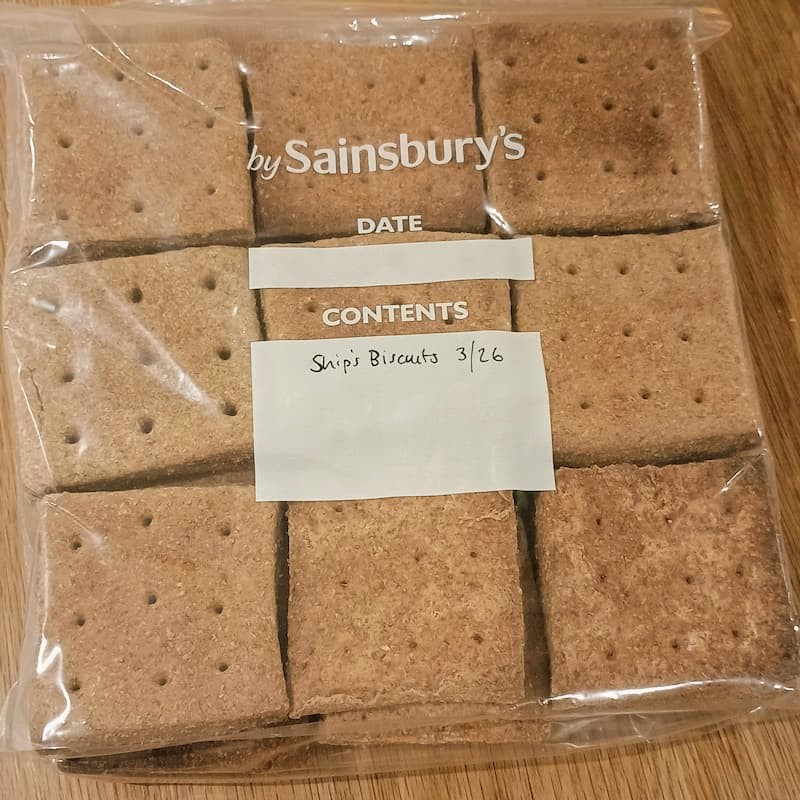 by Sainsbury's
DATE
CONTENTS
Ship's Biscuits 3/26